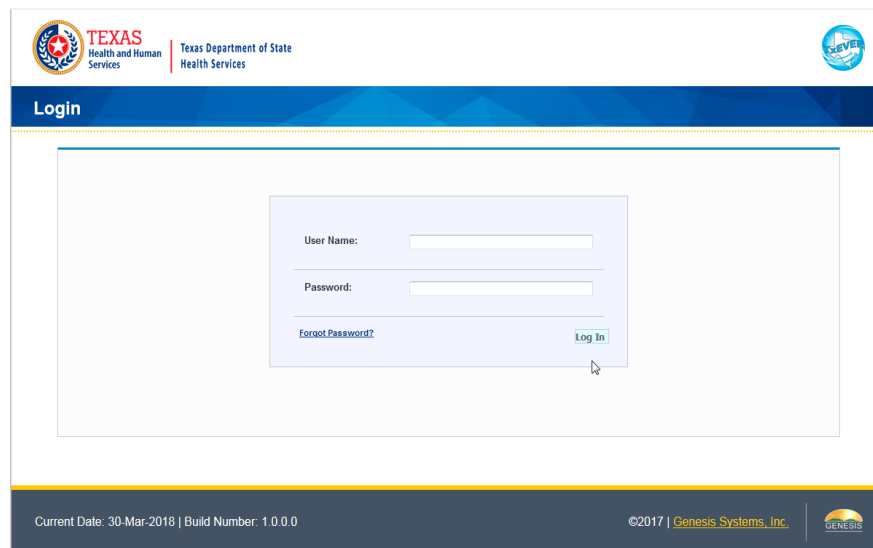 TEXAS
Health and Human
Services
Texas Department of State
Health Services
TxEVER
Login
User Name:
Password:
Forgot Password?
Log In
Current Date: 30-Mar-2018 | Build Number: 1.0.0.0
©2017 | Genesis Systems, Inc.
GENESIS